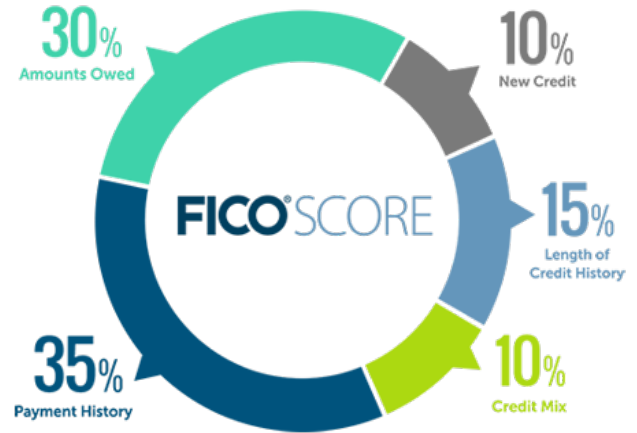 30%
Amounts Owed
10%
New Credit
FICO® SCORE
15%
Length of
Credit History
35%
Payment History
10%
Credit Mix